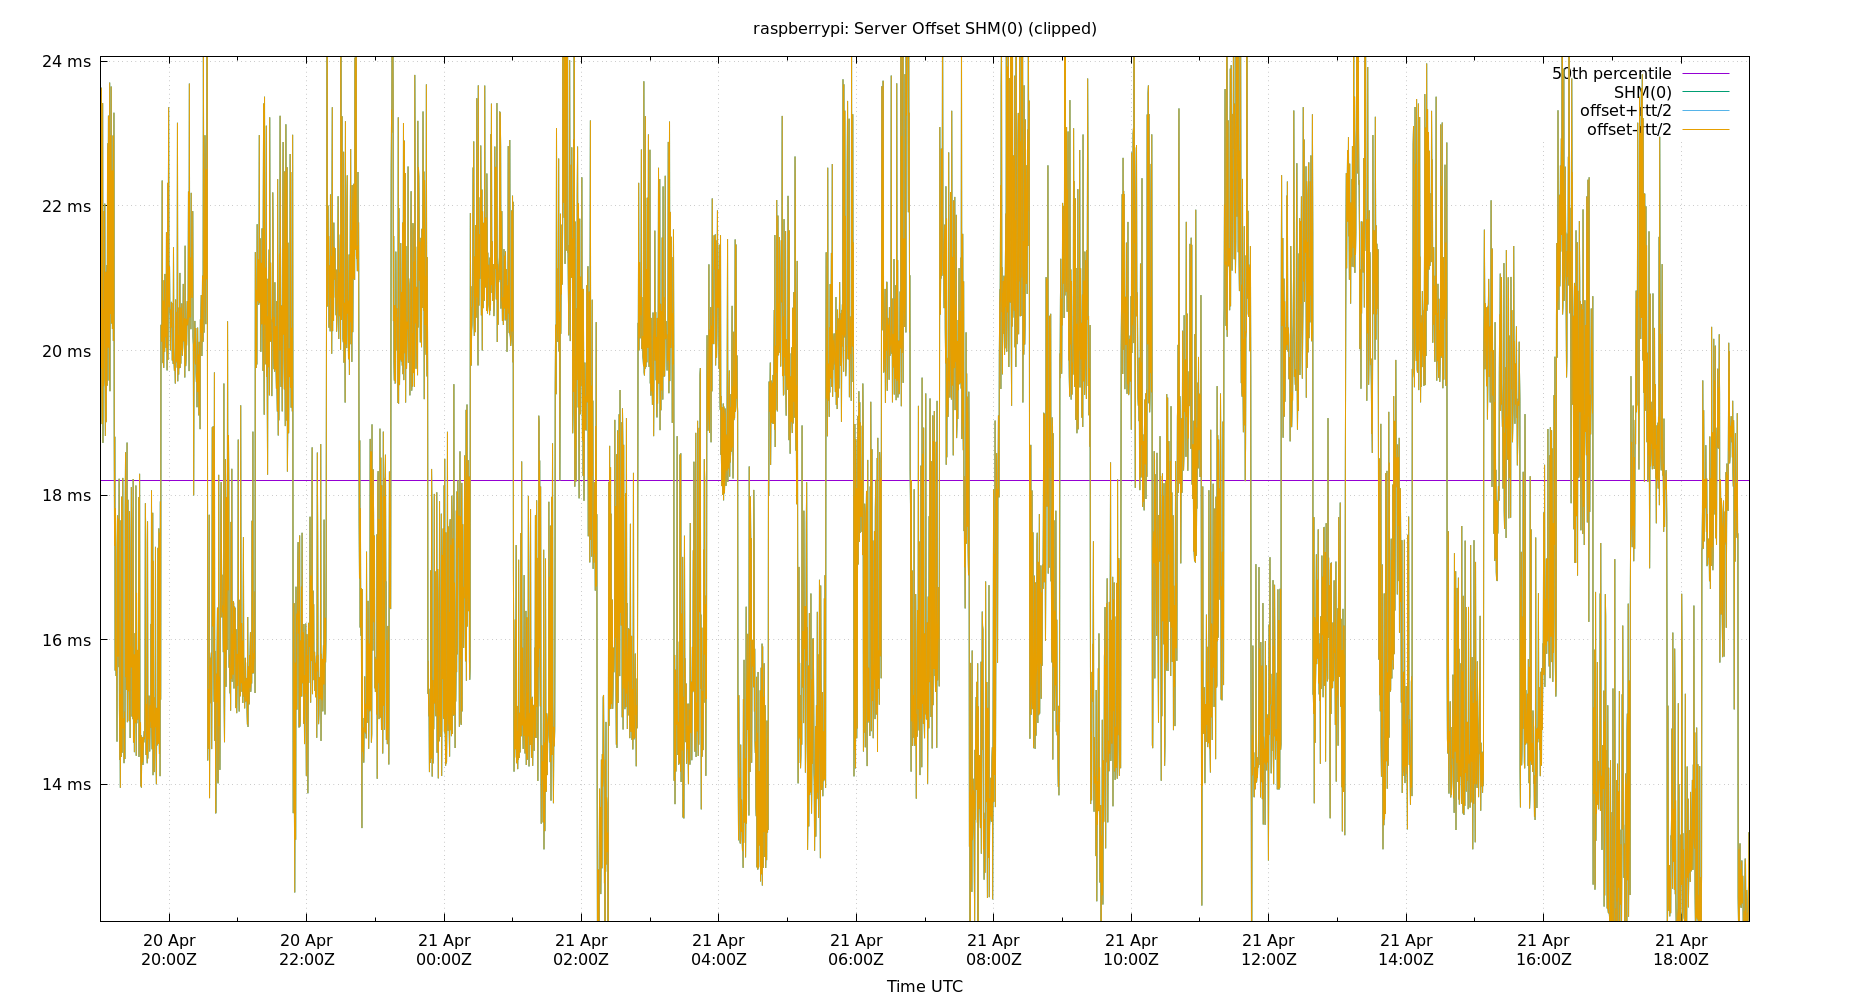 raspberrypi: Server Offset SHM(0) (clipped)
24 ms
22 ms
20 ms
18 ms
16 ms
14 ms
50th percentile
SHM(0)
offset+rtt/2
offset-rtt/2
20 Apr
20:00Z
20 Apr
22:00Z
21 Apr
00:00Z
21 Apr
02:00Z
21 Apr
04:00Z
21 Apr
06:00Z
21 Apr
08:00Z
21 Apr
10:00Z
21 Apr
12:00Z
21 Apr
14:00Z
21 Apr
16:00Z
21 Apr
18:00Z
Time UTC